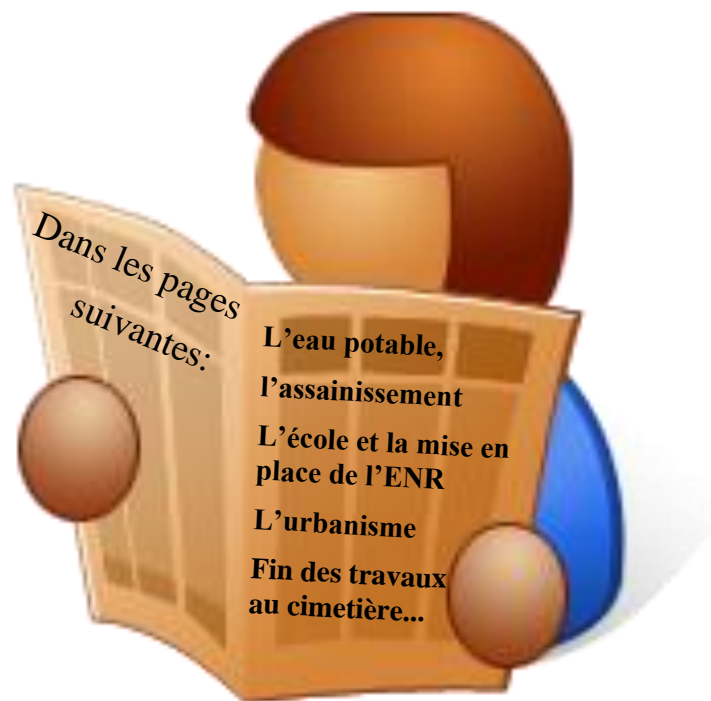 Dans les pages
suivantes:
L’eau potable,
l’assainissement
L’école et la mise en
place de l’ENR
L’urbanisme
Fin des travaux
au cimetière...